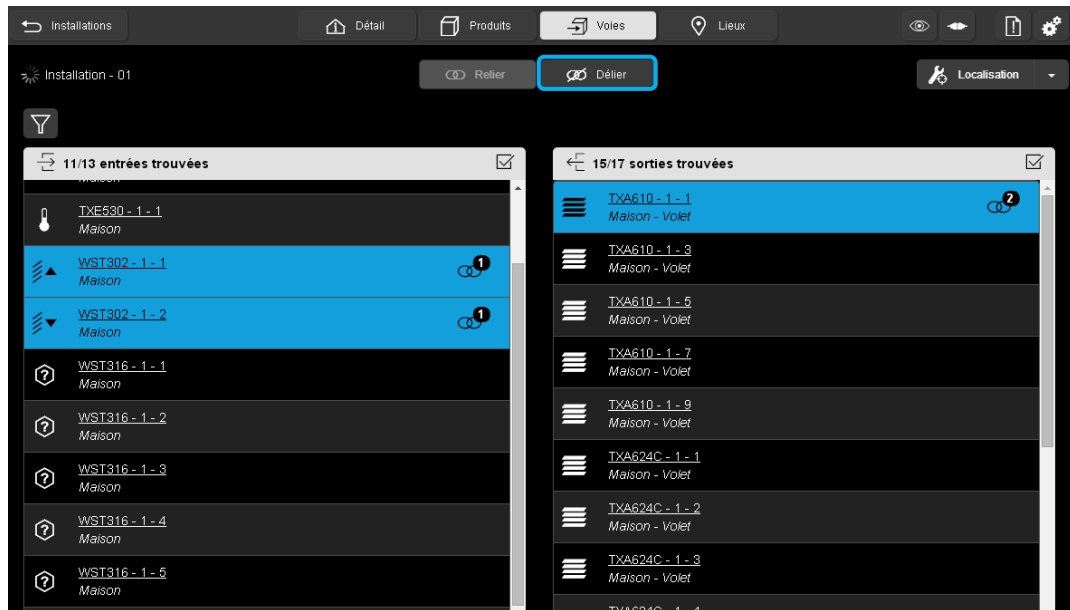 Installations
Détail
Produits
Voies
Lieux
Installation - 01
Relier
Délier
Localisation
11/13 entrées trouvées
Maison
TXE530 - 1 - 1
Maison
WST302 - 1 - 1
1
Maison
WST302 - 1 - 2
1
Maison
WST316 - 1 - 1
Maison
WST316 - 1 - 2
Maison
WST316 - 1 - 3
Maison
WST316 - 1 - 4
Maison
WST316 - 1 - 5
Maison
15/17 sorties trouvées
TXA610 - 1 - 1
2
Maison - Volet
TXA610 - 1 - 3
Maison - Volet
TXA610 - 1 - 5
Maison - Volet
TXA610 - 1 - 7
Maison - Volet
TXA610 - 1 - 9
Maison - Volet
TXA624C - 1 - 1
Maison - Volet
TXA624C - 1 - 2
Maison - Volet
TXA624C - 1 - 3
Maison - Volet
TXA624C - 1 - 4